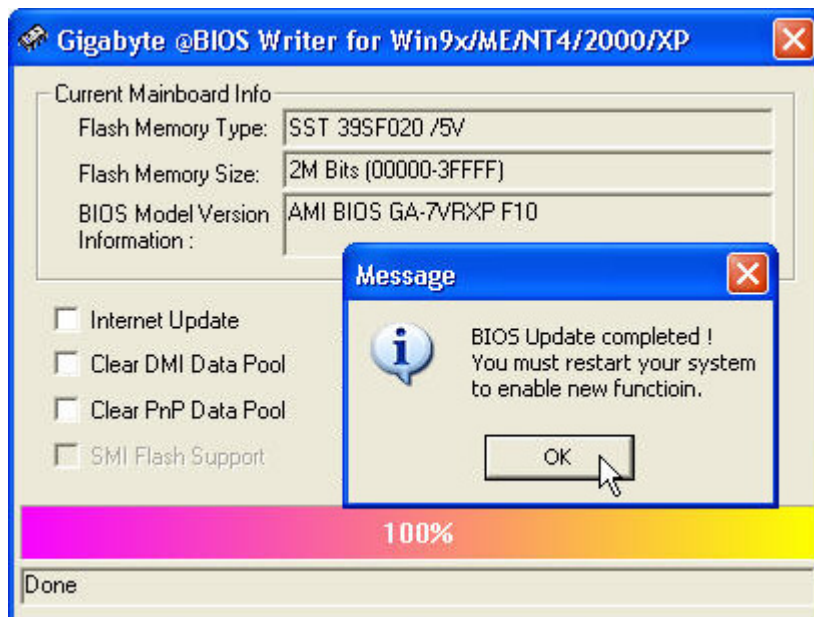 Gigabyte @BIOS Writer for Win9x/ME/NT4/2000/XP
Current Mainboard Info
Flash Memory Type: SST 39SF020 /5V
Flash Memory Size: 2M Bits (00000-3FFFF)
BIOS Model Version AMI BIOS GA-7VRXP F10
Information :
Message
BIOS Update completed !
You must restart your system
to enable new functioin.
OK
Internet Update
Clear DMI Data Pool
Clear PnP Data Pool
SMI Flash Support
100%
Done